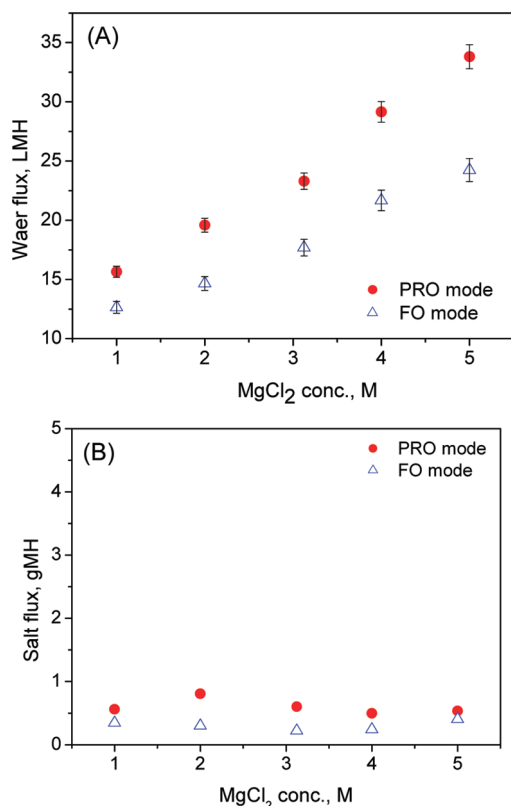 (A)
35
30
25
20
15
10
Waer flux, LMH
PRO mode
FO mode
1 2 3 4 5
MgCl₂ conc., M
(B)
5
4
3
2
1
0
Salt flux, gMH
PRO mode
FO mode
1 2 3 4 5
MgCl₂ conc., M